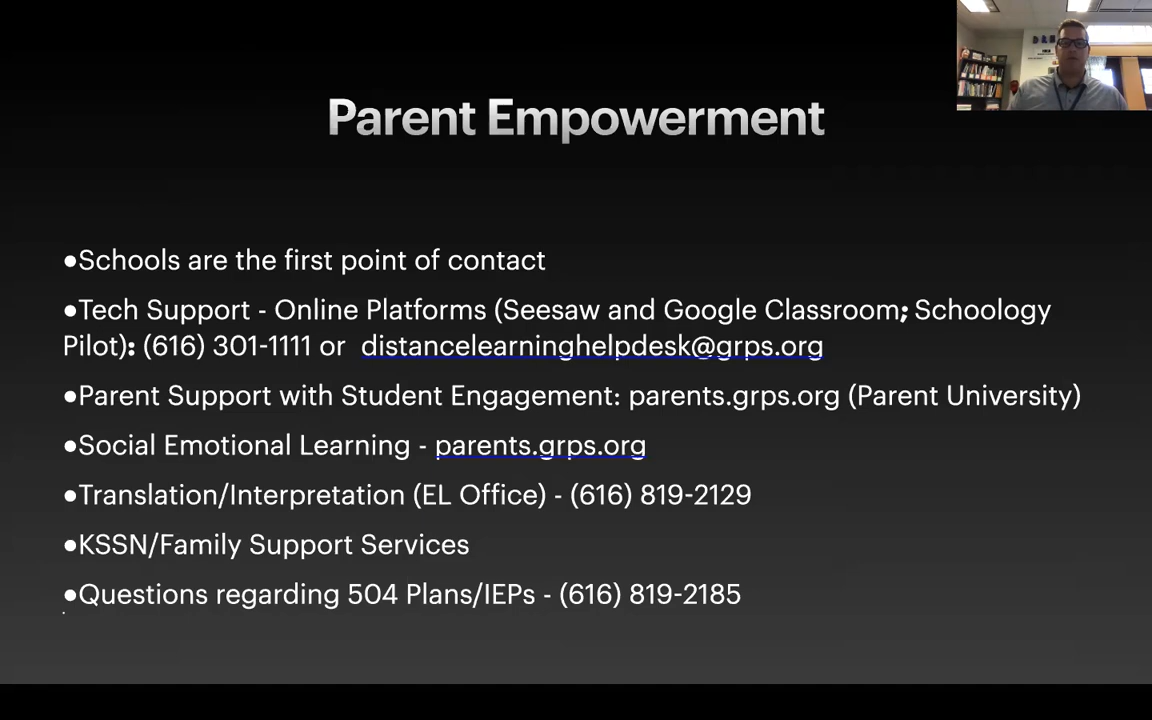 Parent Empowerment
●Schools are the first point of contact
●Tech Support - Online Platforms (Seesaw and Google Classroom; Schoology
Pilot): (616) 301-1111 or distancelearninghelpdesk@grps.org
●Parent Support with Student Engagement: parents.grps.org (Parent University)
●Social Emotional Learning - parents.grps.org
●Translation/Interpretation (EL Office) - (616) 819-2129
●KSSN/Family Support Services
●Questions regarding 504 Plans/IEPs - (616) 819-2185